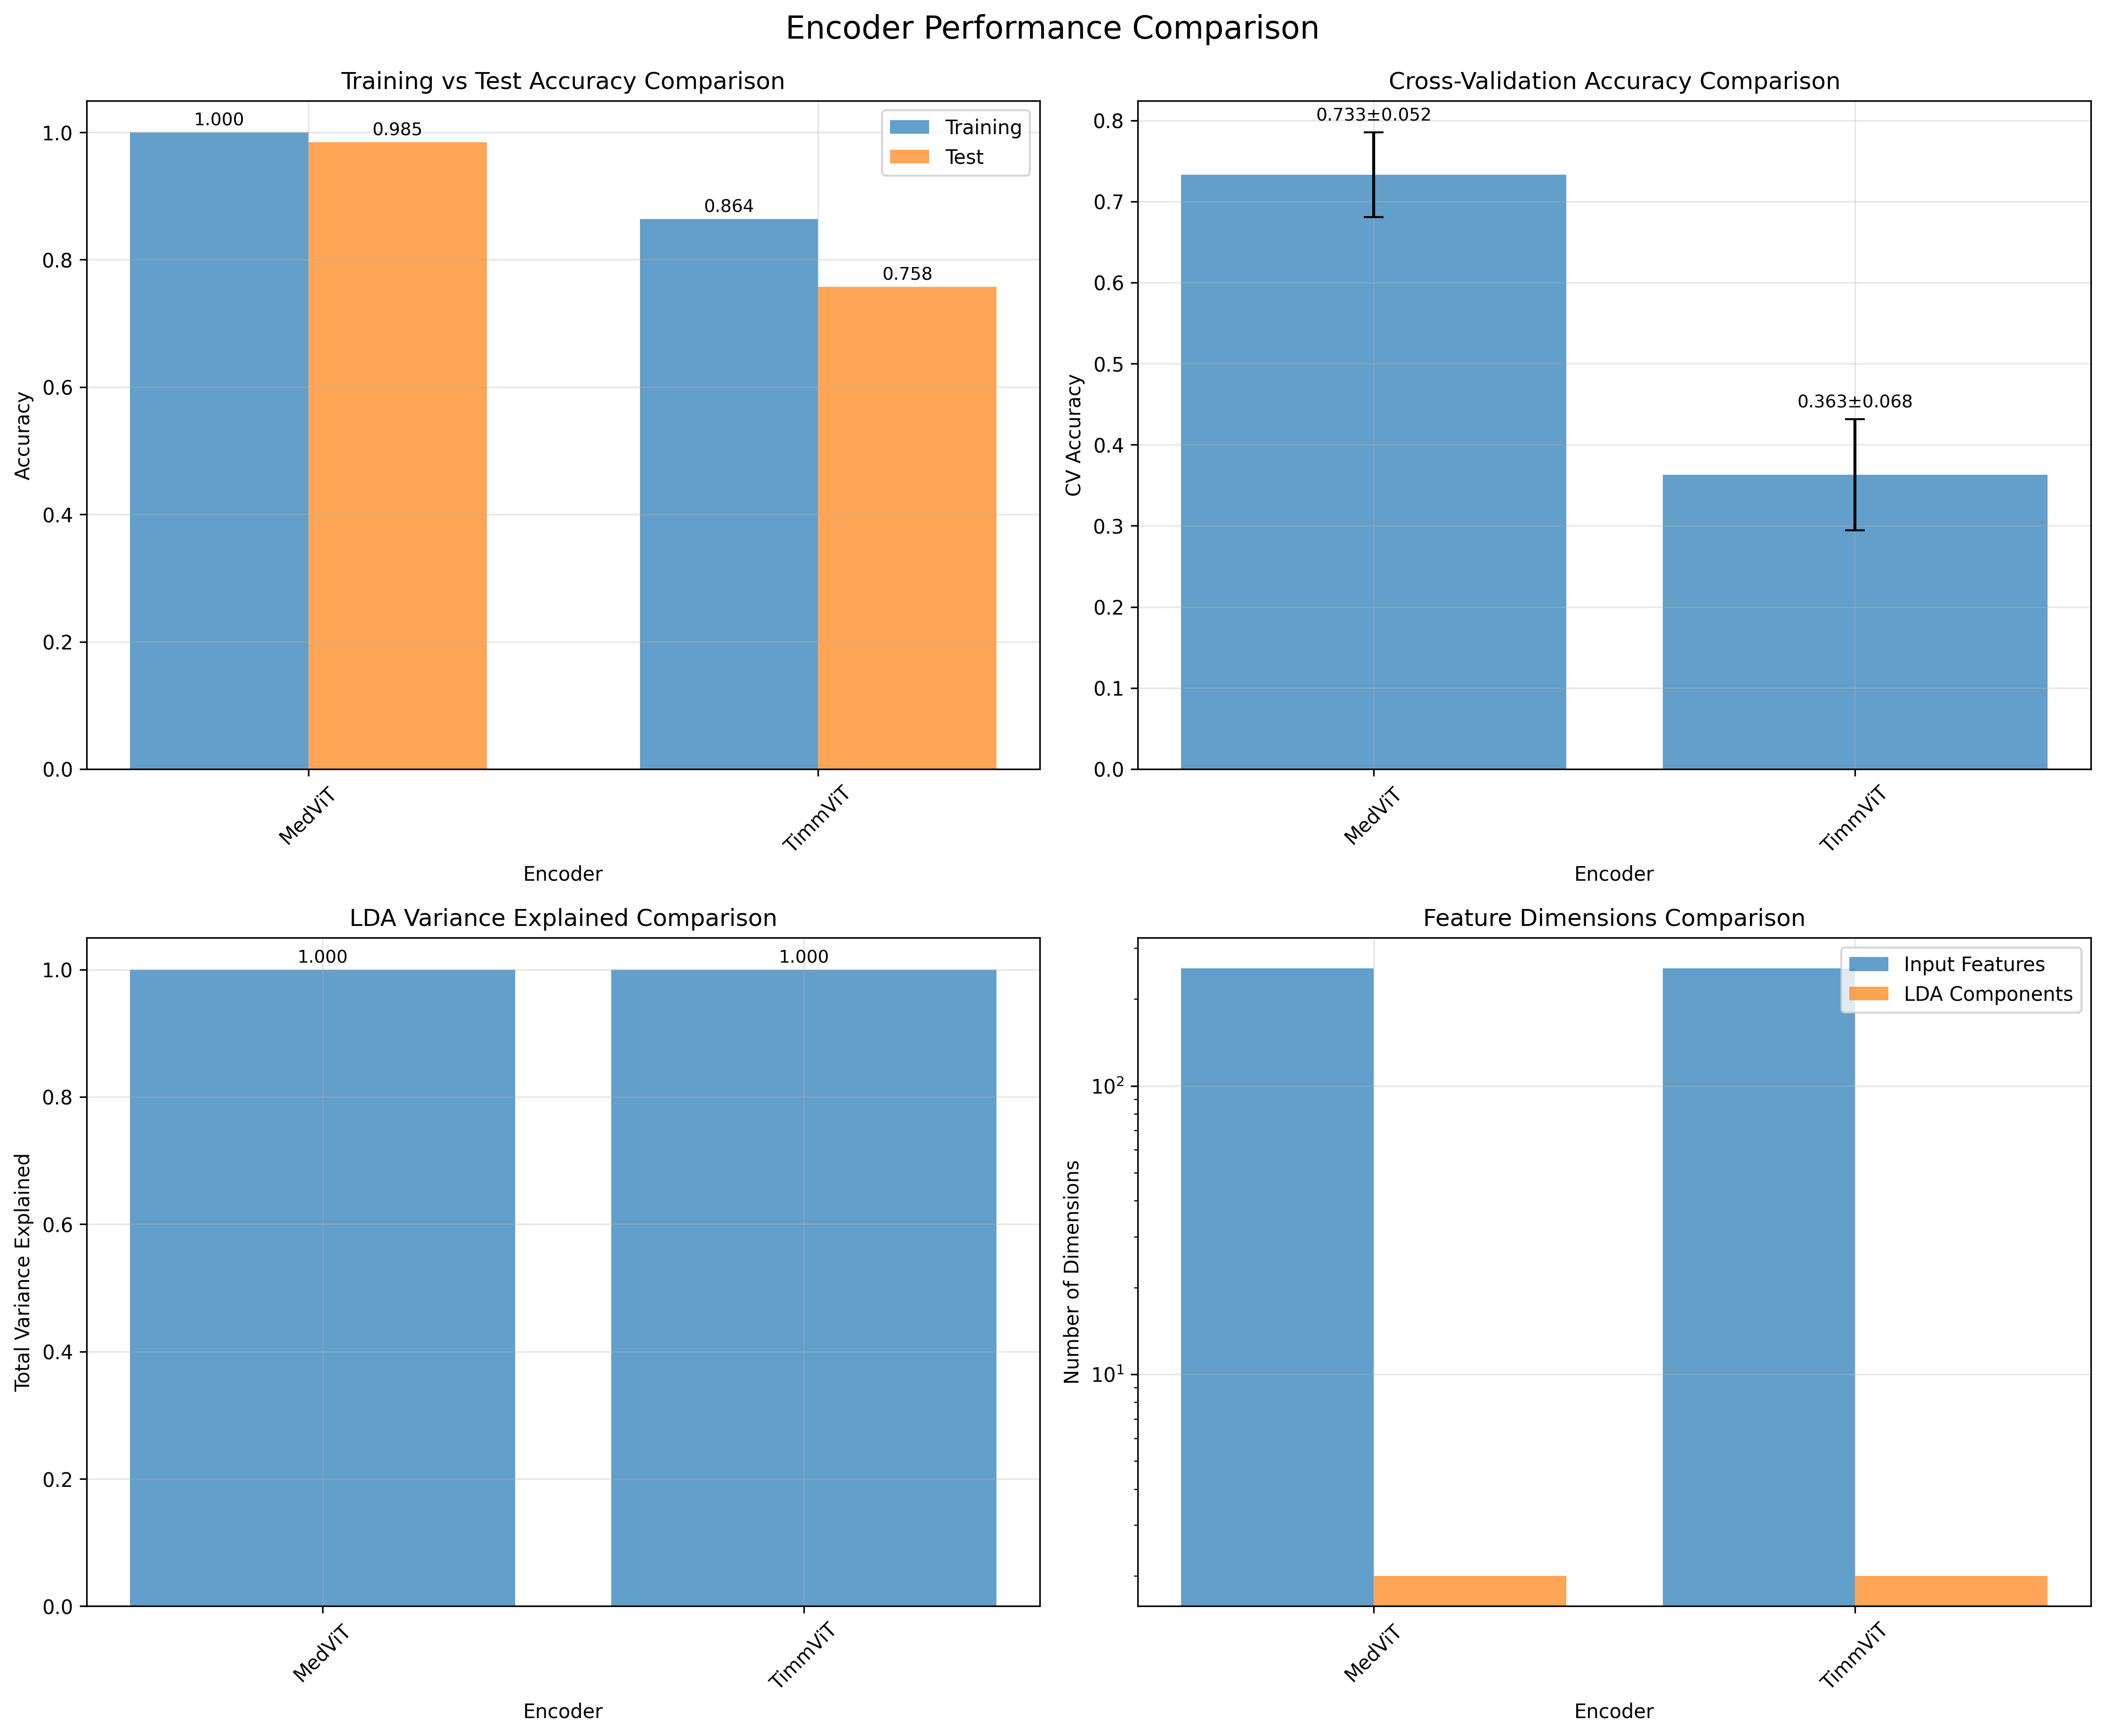 Encoder Performance Comparison
Training vs Test Accuracy Comparison
1.000
0.985
0.864
0.758
Training
Test
1.0
0.8
0.6
0.4
0.2
0.0
Accuracy
MedViT
TimmViT
Encoder
Cross-Validation Accuracy Comparison
0.733±0.052
0.363±0.068
0.8
0.7
0.6
0.5
0.4
0.3
0.2
0.1
0.0
CV Accuracy
MedViT
TimmViT
Encoder
LDA Variance Explained Comparison
1.000
1.000
1.0
0.8
0.6
0.4
0.2
0.0
Total Variance Explained
MedViT
TimmViT
Encoder
Feature Dimensions Comparison
Input Features
LDA Components
10²
10¹
Number of Dimensions
MedViT
TimmViT
Encoder